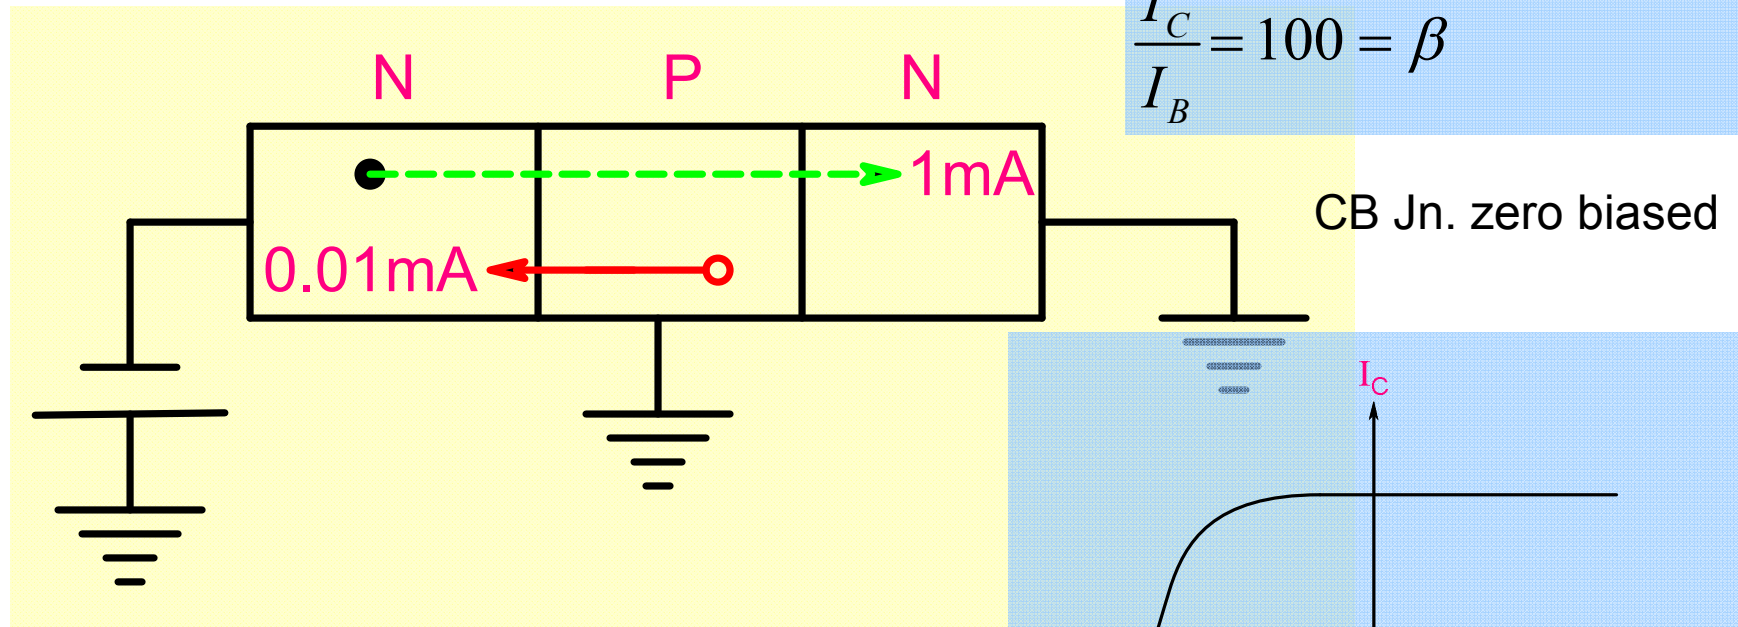 I_C / I_B = 100 = β
N P N
1mA
CB Jn. zero biased
0.01mA
I_C